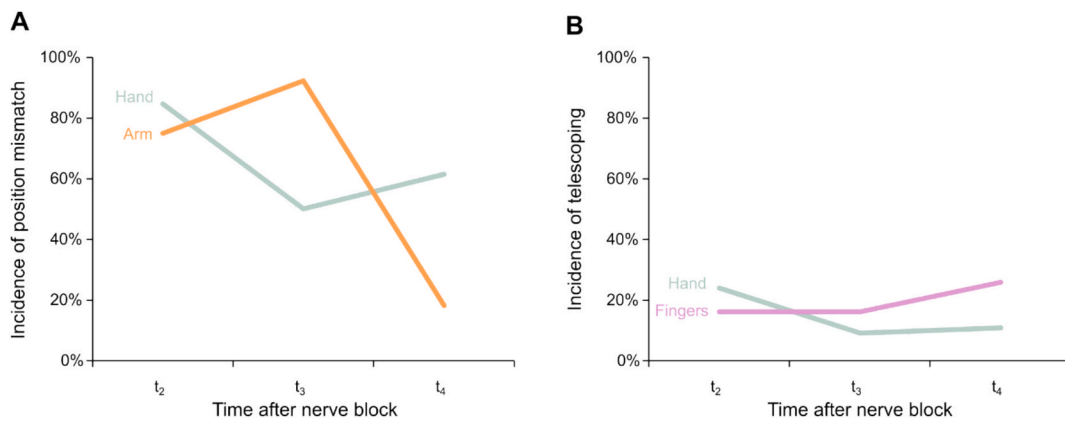 A
Incidence of position mismatch
100%
80%
60%
40%
20%
0%
Hand
Arm
t₂
t₃
t₄
Time after nerve block
B
Incidence of telescoping
100%
80%
60%
40%
20%
0%
Hand
Fingers
t₂
t₃
t₄
Time after nerve block